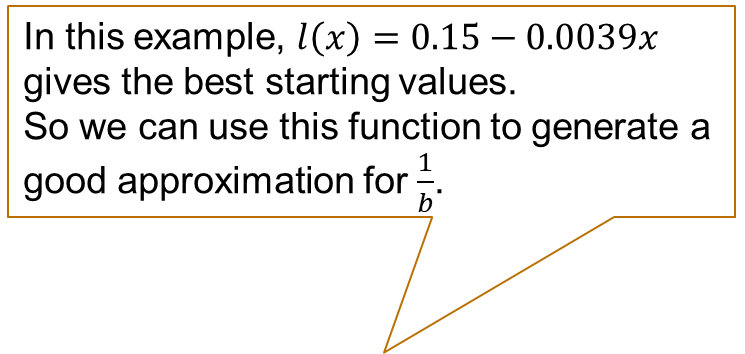 In this example, l(x) = 0.15 − 0.0039x
gives the best starting values.
So we can use this function to generate a
good approximation for 1/b.